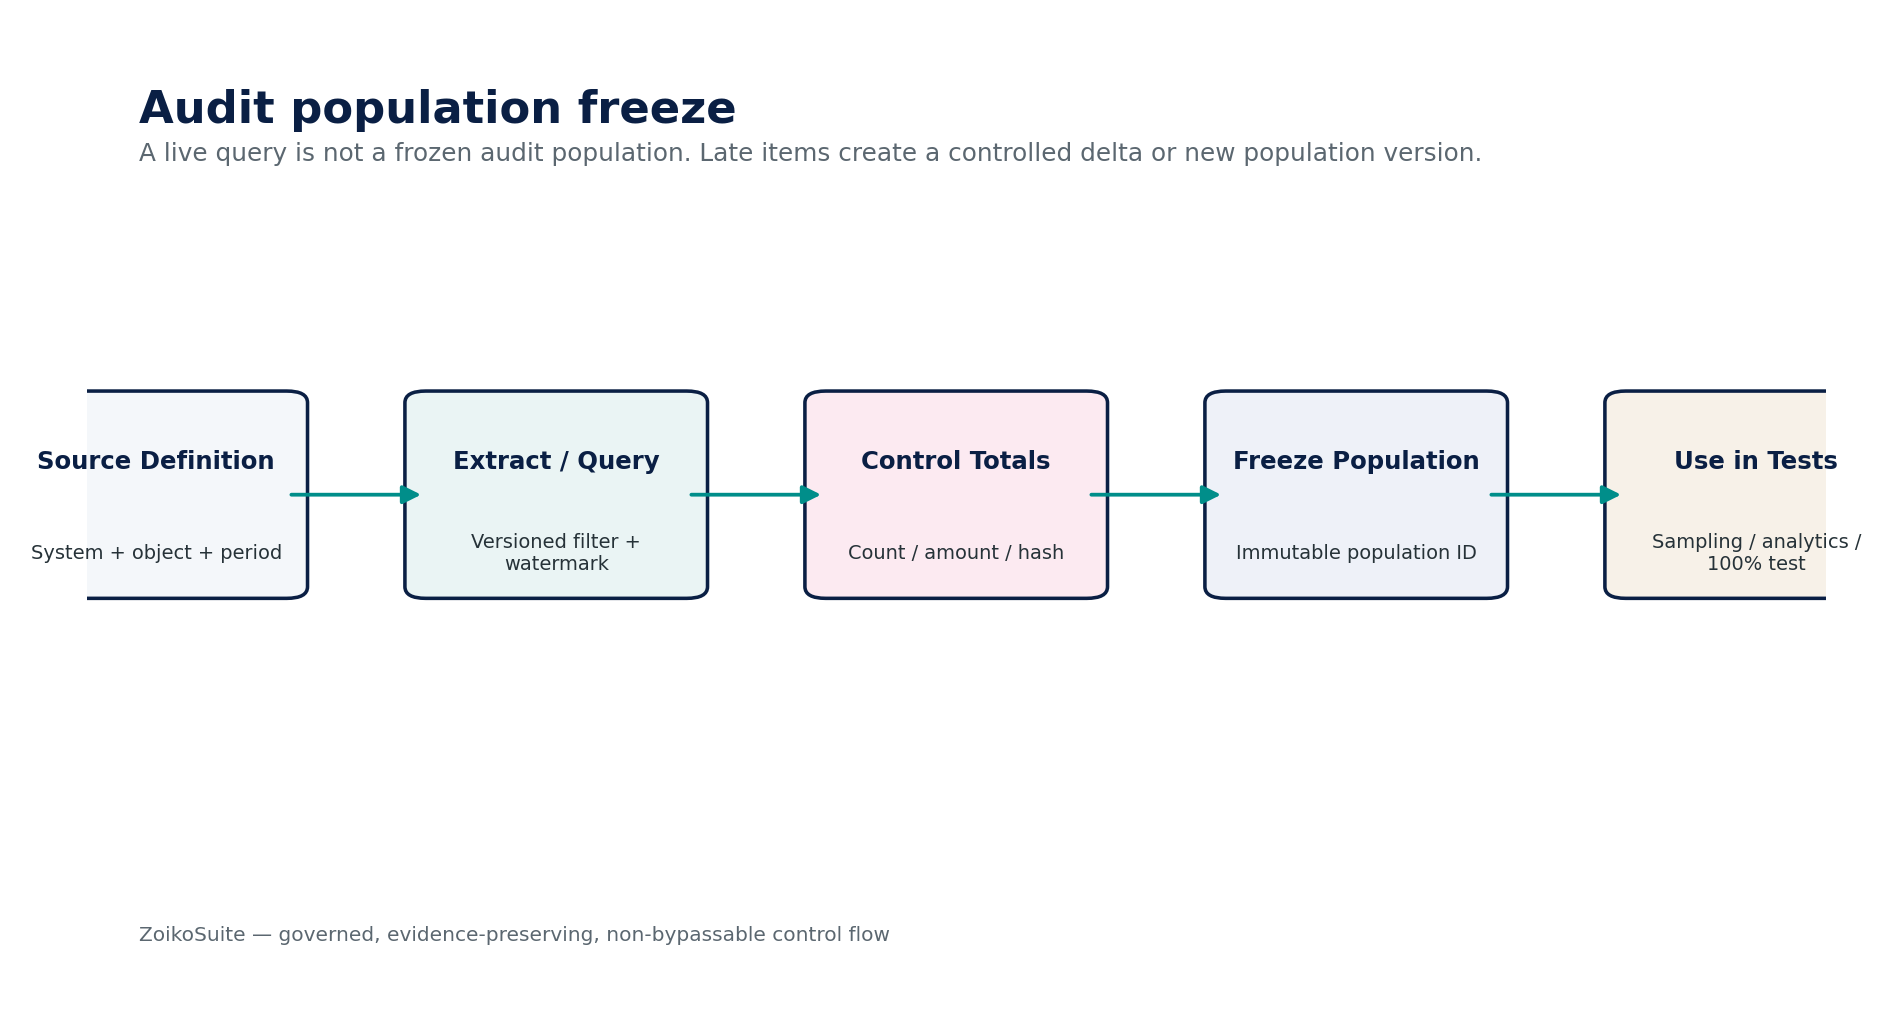 Audit population freeze
A live query is not a frozen audit population. Late items create a controlled delta or new population version.
Source Definition
System + object + period
Extract / Query
Versioned filter +
watermark
Control Totals
Count / amount / hash
Freeze Population
Immutable population ID
Use in Tests
Sampling / analytics /
100% test
ZoikoSuite — governed, evidence-preserving, non-bypassable control flow